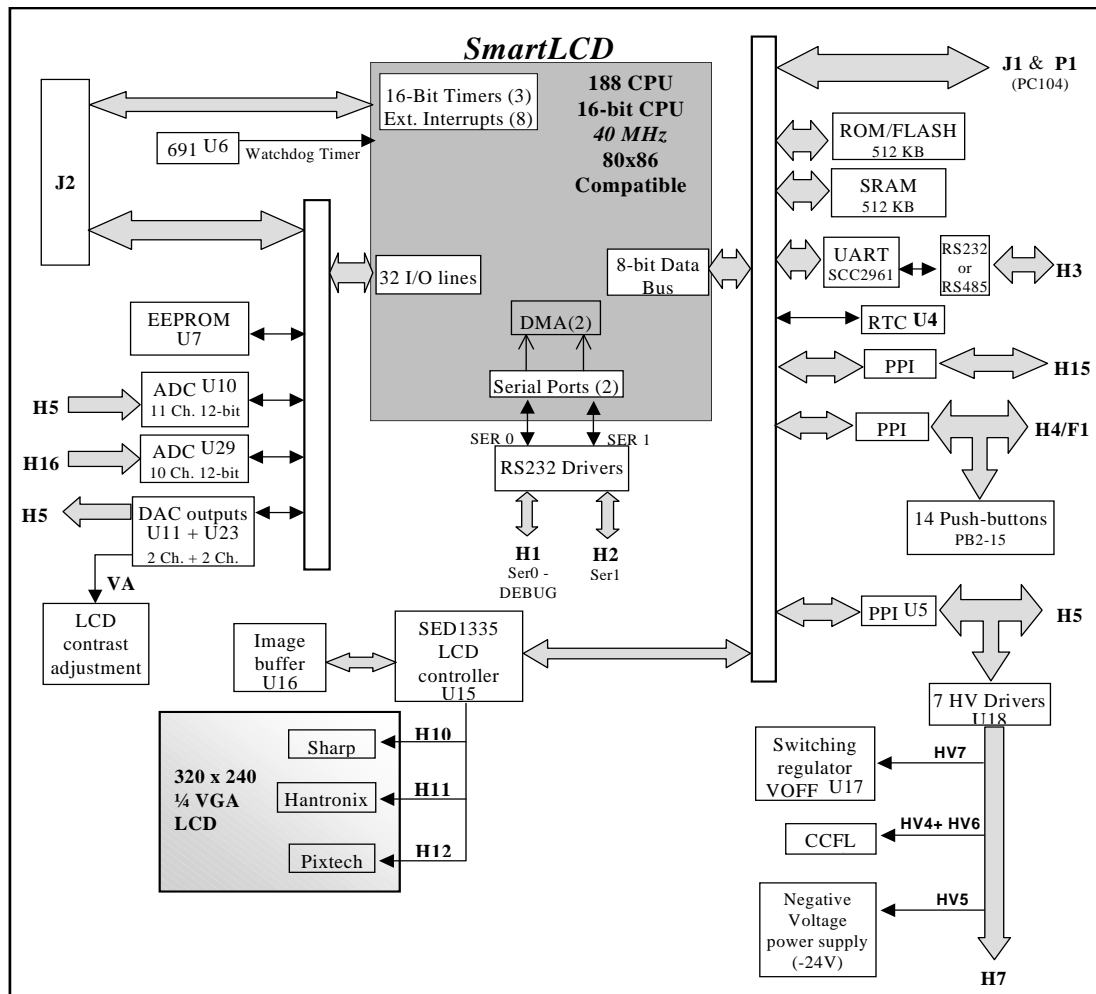 SmartLCD
188 CPU
16-bit CPU
40 MHz
80x86
Compatible
16-Bit Timers (3)
Ext. Interrupts (8)
691 U6
Watchdog Timer
J2
32 I/O lines
8-bit Data
Bus
DMA(2)
Serial Ports (2)
SER 0
SER 1
RS232 Drivers
H1
Ser0 -
DEBUG
H2
Ser1
EEPROM
U7
H5
ADC U10
11 Ch. 12-bit
H16
ADC U29
10 Ch. 12-bit
H5
DAC outputs
U11 + U23
2 Ch. + 2 Ch.
VA
LCD
contrast
adjustment
Image
buffer
U16
SED1335
LCD
controller
U15
320 x 240
¼ VGA
LCD
Sharp
H10
Hantronix
H11
Pixtech
H12
J1 & P1
(PC104)
ROM/FLASH
512 KB
SRAM
512 KB
UART
SCC2961
RS232
or
RS485
H3
RTC U4
PPI
H15
PPI
H4/F1
14 Push-buttons
PB2-15
PPI U5
H5
7 HV Drivers
U18
Switching
regulator
VOFF U17
HV7
CCFL
HV4+ HV6
Negative
Voltage
power supply
(-24V)
HV5
H7